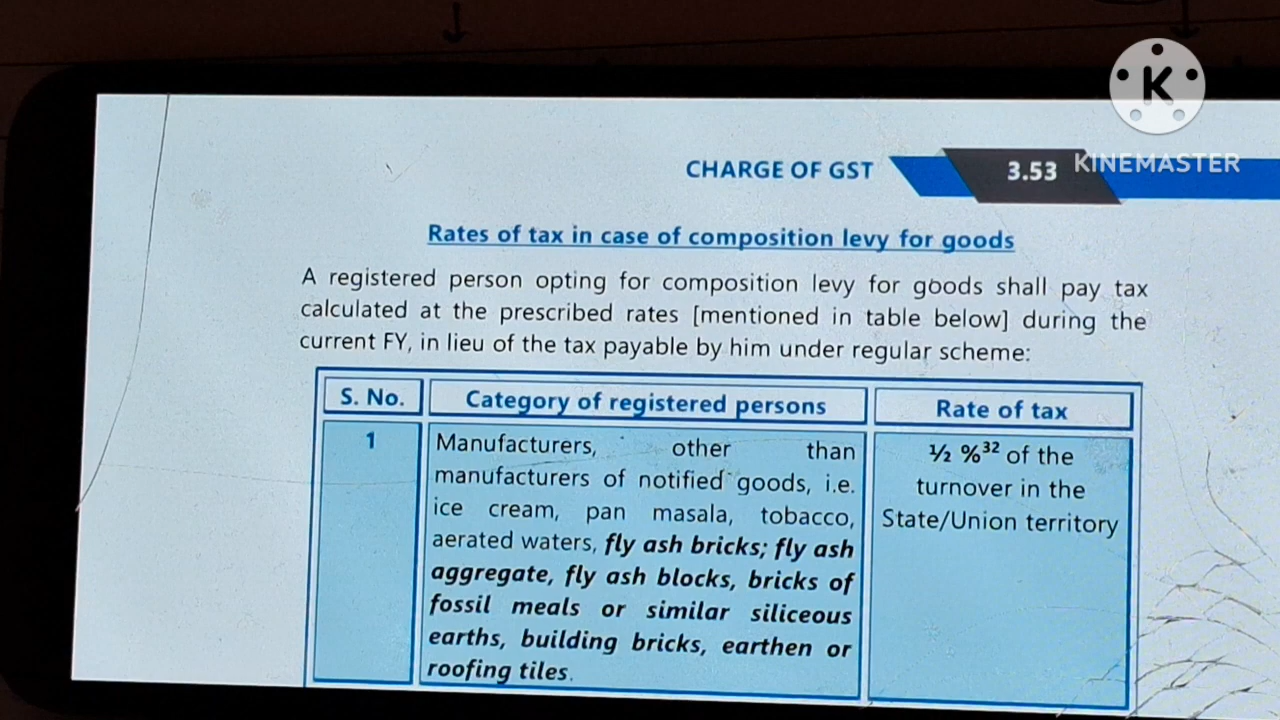 K
KINEMASTER
CHARGE OF GST 3.53
Rates of tax in case of composition levy for goods
A registered person opting for composition levy for goods shall pay tax
calculated at the prescribed rates [mentioned in table below] during the
current FY, in lieu of the tax payable by him under regular scheme:
S. No. Category of registered persons Rate of tax
1 Manufacturers, other than ½ %³² of the
manufacturers of notified goods, i.e. turnover in the
ice cream, pan masala, tobacco, State/Union territory
aerated waters, fly ash bricks; fly ash
aggregate, fly ash blocks, bricks of
fossil meals or similar siliceous
earths, building bricks, earthen or
roofing tiles.